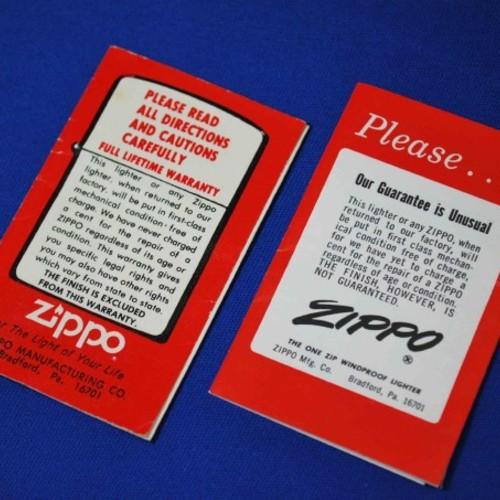 PLEASE READ
ALL DIRECTIONS
AND CAUTIONS
CAREFULLY
FULL LIFETIME WARRANTY
This lighter or any Zippo
lighter, when returned to our
factory, will be put in first-class
mechanical condition free of
charge. We have never charged
a cent for the repair of a
ZIPPO regardless of its age or
condition. This warranty gives
you specific legal rights and
you may also have other rights
which vary from state to state.
THE FINISH IS EXCLUDED
FROM THIS WARRANTY.
Zippo
The Light of Your Life
MANUFACTURING CO.
Bradford, Pa. 16701
Please..
Our Guarantee is Unusual
This lighter or any ZIPPO, when
returned to our factory, will
be put in first class mechan-
ical condition free of charge,
for we have yet to charge a
cent for the repair of a ZIPPO
regardless of age or condition.
THE FINISH, HOWEVER, IS
NOT GUARANTEED.
ZIPPO
®
THE ONE ZIP WINDPROOF LIGHTER
ZIPPO Mfg. Co. Bradford, Pa. 16701